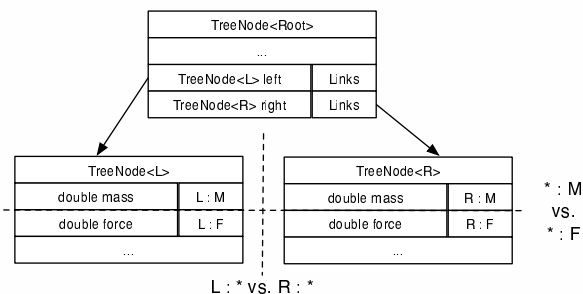 TreeNode<Root>
...
TreeNode<L> left Links
TreeNode<R> right Links
TreeNode<L>
double mass L : M
double force L : F
...
TreeNode<R>
double mass R : M
double force R : F
...
* : M
vs.
* : F
L : * vs. R : *